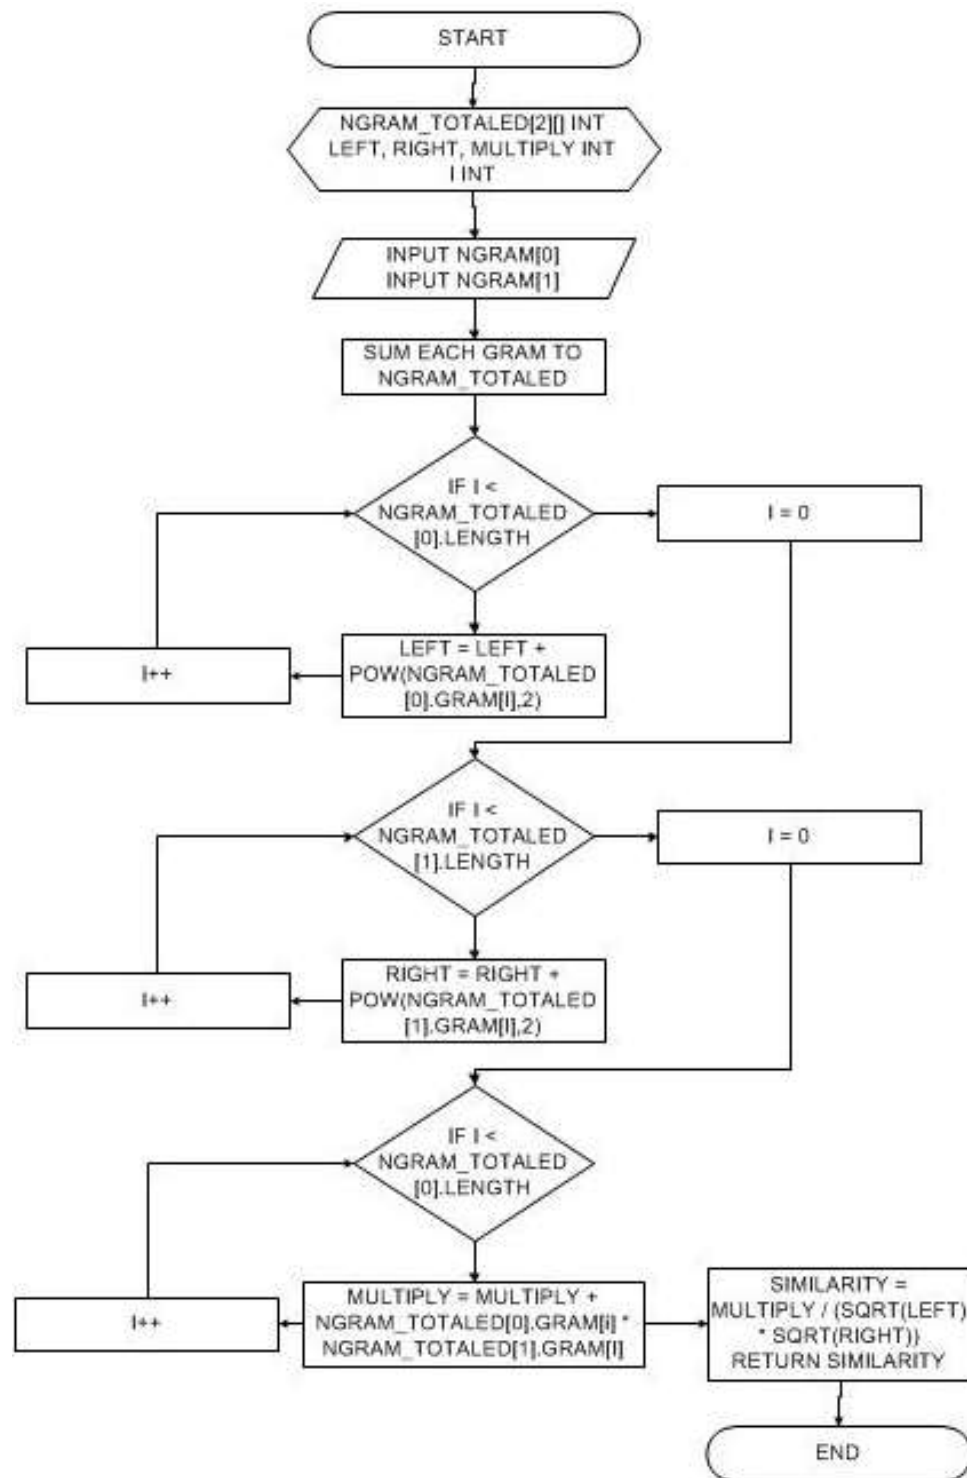 START
NGRAM_TOTALED[2][] INT
LEFT, RIGHT, MULTIPLY INT
I INT
INPUT NGRAM[0]
INPUT NGRAM[1]
SUM EACH GRAM TO
NGRAM_TOTALED
IF I <
NGRAM_TOTALED
[0].LENGTH
I = 0
LEFT = LEFT +
POW(NGRAM_TOTALED
[0].GRAM[I],2)
I++
IF I <
NGRAM_TOTALED
[1].LENGTH
I = 0
RIGHT = RIGHT +
POW(NGRAM_TOTALED
[1].GRAM[I],2)
I++
IF I <
NGRAM_TOTALED
[0].LENGTH
MULTIPLY = MULTIPLY +
NGRAM_TOTALED[0].GRAM[i] *
NGRAM_TOTALED[1].GRAM[I]
I++
SIMILARITY =
MULTIPLY / (SQRT(LEFT)
* SQRT(RIGHT))
RETURN SIMILARITY
END